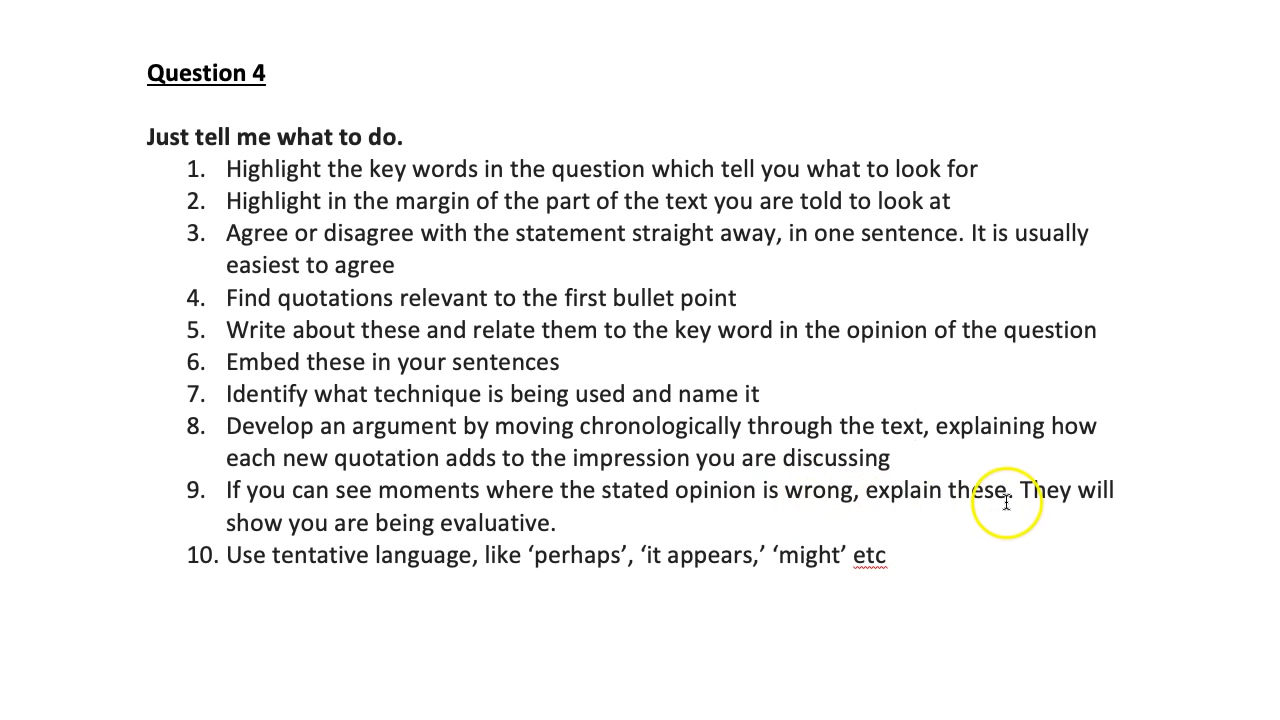 Question 4
Just tell me what to do.
1. Highlight the key words in the question which tell you what to look for
2. Highlight in the margin of the part of the text you are told to look at
3. Agree or disagree with the statement straight away, in one sentence. It is usually
easiest to agree
4. Find quotations relevant to the first bullet point
5. Write about these and relate them to the key word in the opinion of the question
6. Embed these in your sentences
7. Identify what technique is being used and name it
8. Develop an argument by moving chronologically through the text, explaining how
each new quotation adds to the impression you are discussing
9. If you can see moments where the stated opinion is wrong, explain these. They will
show you are being evaluative.
10. Use tentative language, like ‘perhaps’, ‘it appears,’ ‘might’ etc